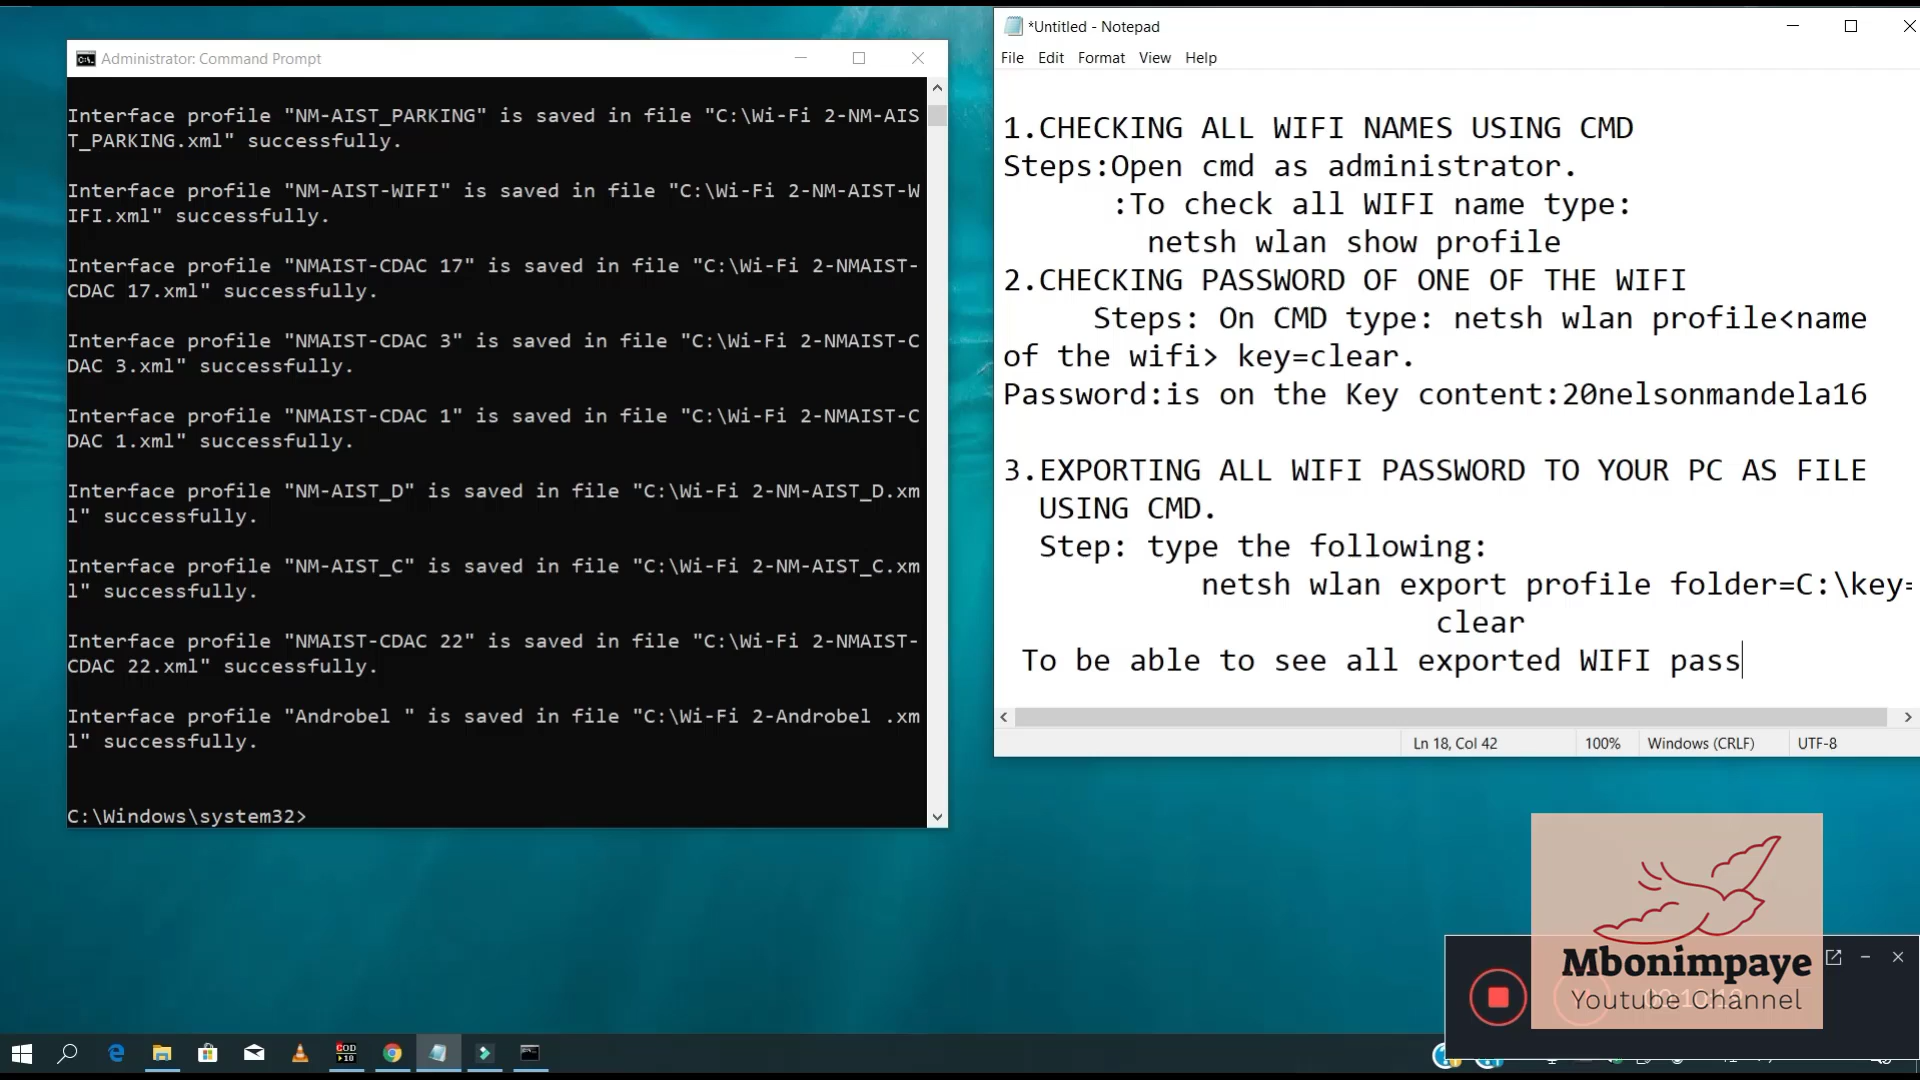 Administrator: Command Prompt
Interface profile "NM-AIST_PARKING" is saved in file "C:\Wi-Fi 2-NM-AIS
T_PARKING.xml" successfully.
Interface profile "NM-AIST-WIFI" is saved in file "C:\Wi-Fi 2-NM-AIST-W
IFI.xml" successfully.
Interface profile "NMAIST-CDAC 17" is saved in file "C:\Wi-Fi 2-NMAIST-
CDAC 17.xml" successfully.
Interface profile "NMAIST-CDAC 3" is saved in file "C:\Wi-Fi 2-NMAIST-C
DAC 3.xml" successfully.
Interface profile "NMAIST-CDAC 1" is saved in file "C:\Wi-Fi 2-NMAIST-C
DAC 1.xml" successfully.
Interface profile "NM-AIST_D" is saved in file "C:\Wi-Fi 2-NM-AIST_D.xm
l" successfully.
Interface profile "NM-AIST_C" is saved in file "C:\Wi-Fi 2-NM-AIST_C.xm
l" successfully.
Interface profile "NMAIST-CDAC 22" is saved in file "C:\Wi-Fi 2-NMAIST-
CDAC 22.xml" successfully.
Interface profile "Androbel " is saved in file "C:\Wi-Fi 2-Androbel .xm
l" successfully.
C:\Windows\system32>
*Untitled - Notepad
File Edit Format View Help
1.CHECKING ALL WIFI NAMES USING CMD
Steps:Open cmd as administrator.
:To check all WIFI name type:
netsh wlan show profile
2.CHECKING PASSWORD OF ONE OF THE WIFI
Steps: On CMD type: netsh wlan profile<name
of the wifi> key=clear.
Password:is on the Key content:20nelsonmandela16
3.EXPORTING ALL WIFI PASSWORD TO YOUR PC AS FILE
USING CMD.
Step: type the following:
netsh wlan export profile folder=C:\key=
clear
To be able to see all exported WIFI pass
Ln 18, Col 42 100% Windows (CRLF) UTF-8
Mbonimpaye
Youtube Channel
COD